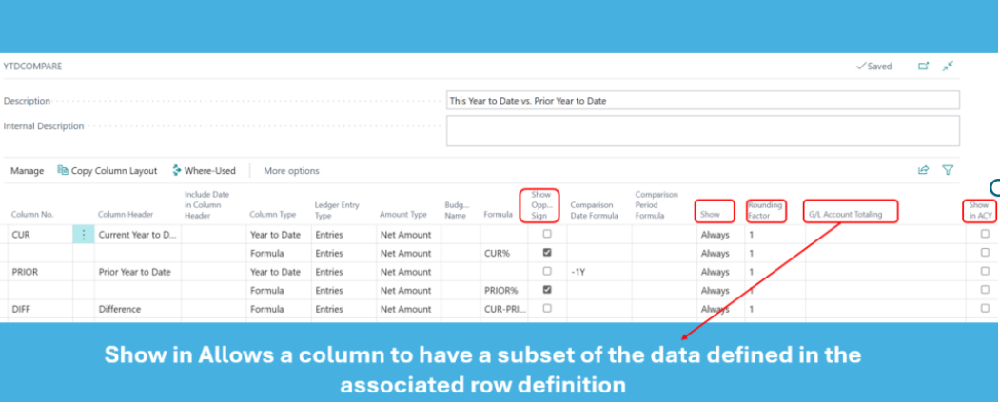 YTDCOMPARE
Saved
Description
This Year to Date vs. Prior Year to Date
Internal Description
Manage Copy Column Layout Where-Used More options
Column No. Column Header Include Date in Column Header Column Type Ledger Entry Type Amount Type Budg... Name Formula Show Opp... Sign Comparison Date Formula Comparison Period Formula Show Rounding Factor G/L Account Totaling Show in ACY
CUR Current Year to D... Year to Date Entries Net Amount Always 1
Formula Entries Net Amount CUR% Always 1
PRIOR Prior Year to Date Year to Date Entries Net Amount -1Y Always 1
Formula Entries Net Amount PRIOR% Always 1
DIFF Difference Formula Entries Net Amount CUR-PRI... Always 1
Show in Allows a column to have a subset of the data defined in the
associated row definition